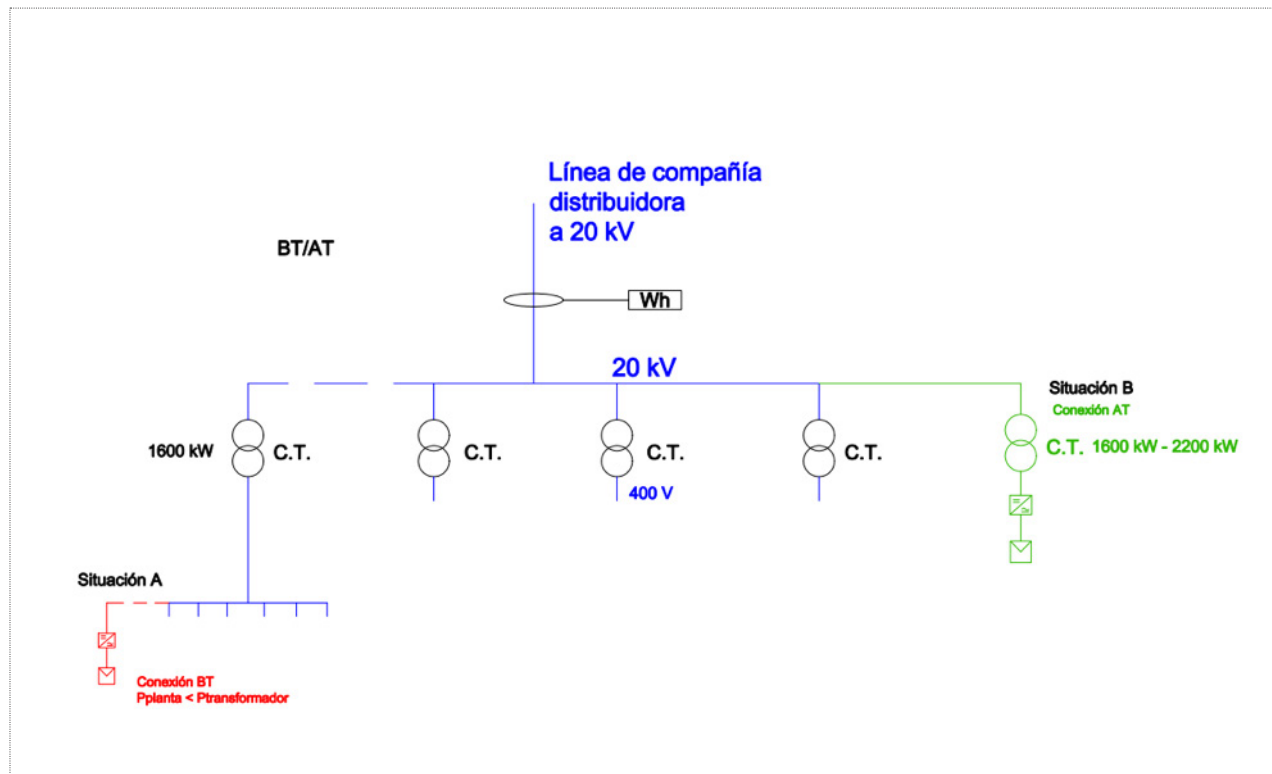 Línea de compañía
distribuidora
a 20 kV
BT/AT
Wh
20 kV
Situación B
Conexión AT
1600 kW
C.T.
C.T.
C.T.
C.T.
C.T. 1600 kW - 2200 kW
400 V
Situación A
Conexión BT
Pplanta < Ptransformador